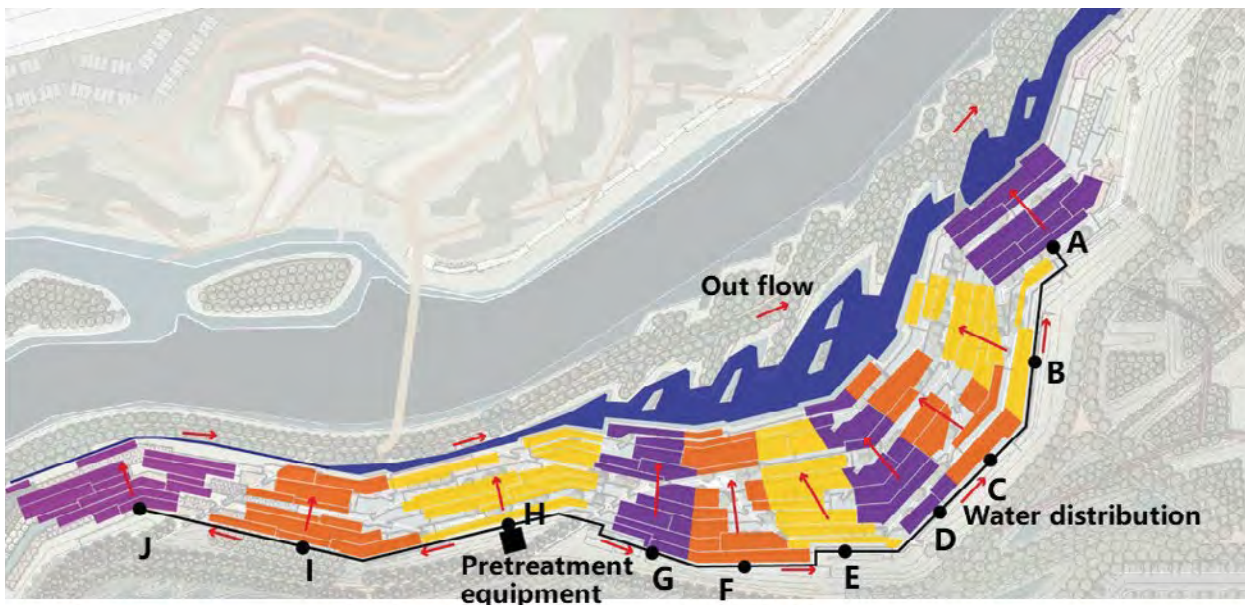 A
Out flow
B
C
Water distribution
D
H
J
I
Pretreatment
equipment
G
F
E